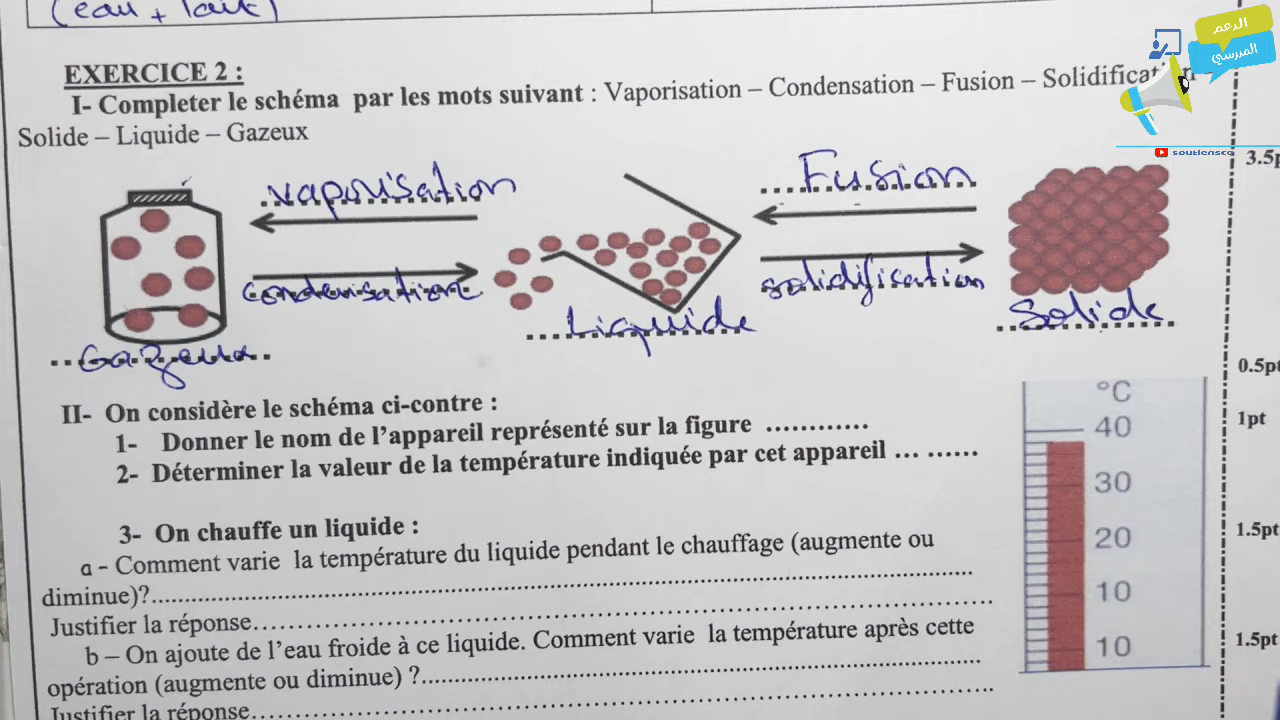 (eau + lait)
الدعم
المدرسي
EXERCICE 2 :
I- Completer le schéma par les mots suivant : Vaporisation – Condensation – Fusion – Solidification –
Solide – Liquide – Gazeux
soutiensco
3.5p
vaporisation
Fusion
condensation
solidifisation
Gazeux
Liquide
Solide
0.5pt
II- On considère le schéma ci-contre :
1- Donner le nom de l'appareil représenté sur la figure …………
1pt
2- Déterminer la valeur de la température indiquée par cet appareil … ……
3- On chauffe un liquide :
1.5pt
a - Comment varie la température du liquide pendant le chauffage (augmente ou
diminue)?
Justifier la réponse
b – On ajoute de l'eau froide à ce liquide. Comment varie la température après cette
1.5pt
opération (augmente ou diminue) ?
Justifier la réponse
°C
40
30
20
10
10